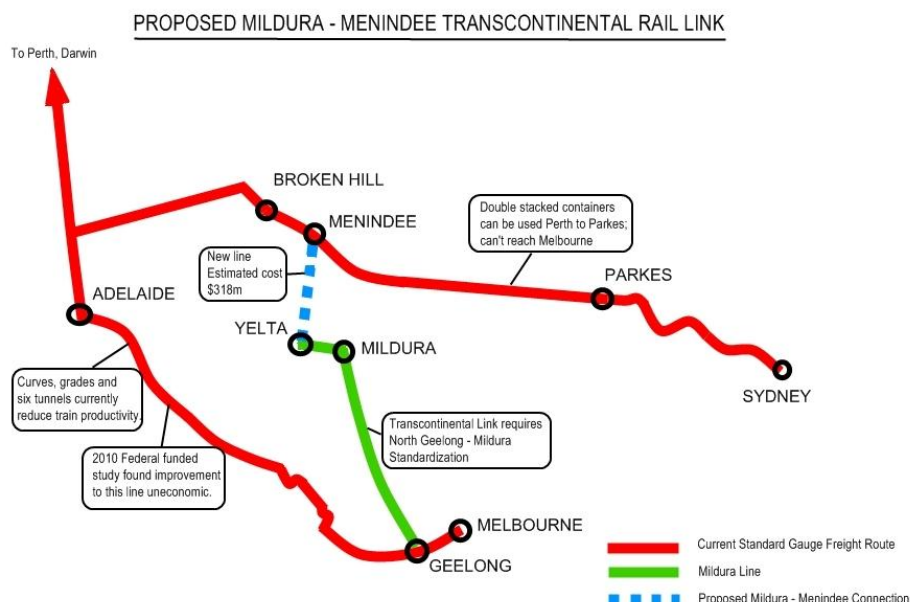 PROPOSED MILDURA - MENINDEE TRANSCONTINENTAL RAIL LINK
To Perth, Darwin
BROKEN HILL
MENINDEE
Double stacked containers
can be used Perth to Parkes;
can't reach Melbourne
New line
Estimated cost
$318m
PARKES
ADELAIDE
YELTA
MILDURA
SYDNEY
Curves, grades and
six tunnels currently
reduce train productivity.
Transcontinental Link requires
North Geelong - Mildura
Standardization
2010 Federal funded
study found improvement
to this line uneconomic.
MELBOURNE
GEELONG
Current Standard Gauge Freight Route
Mildura Line
Proposed Mildura - Menindee Connection